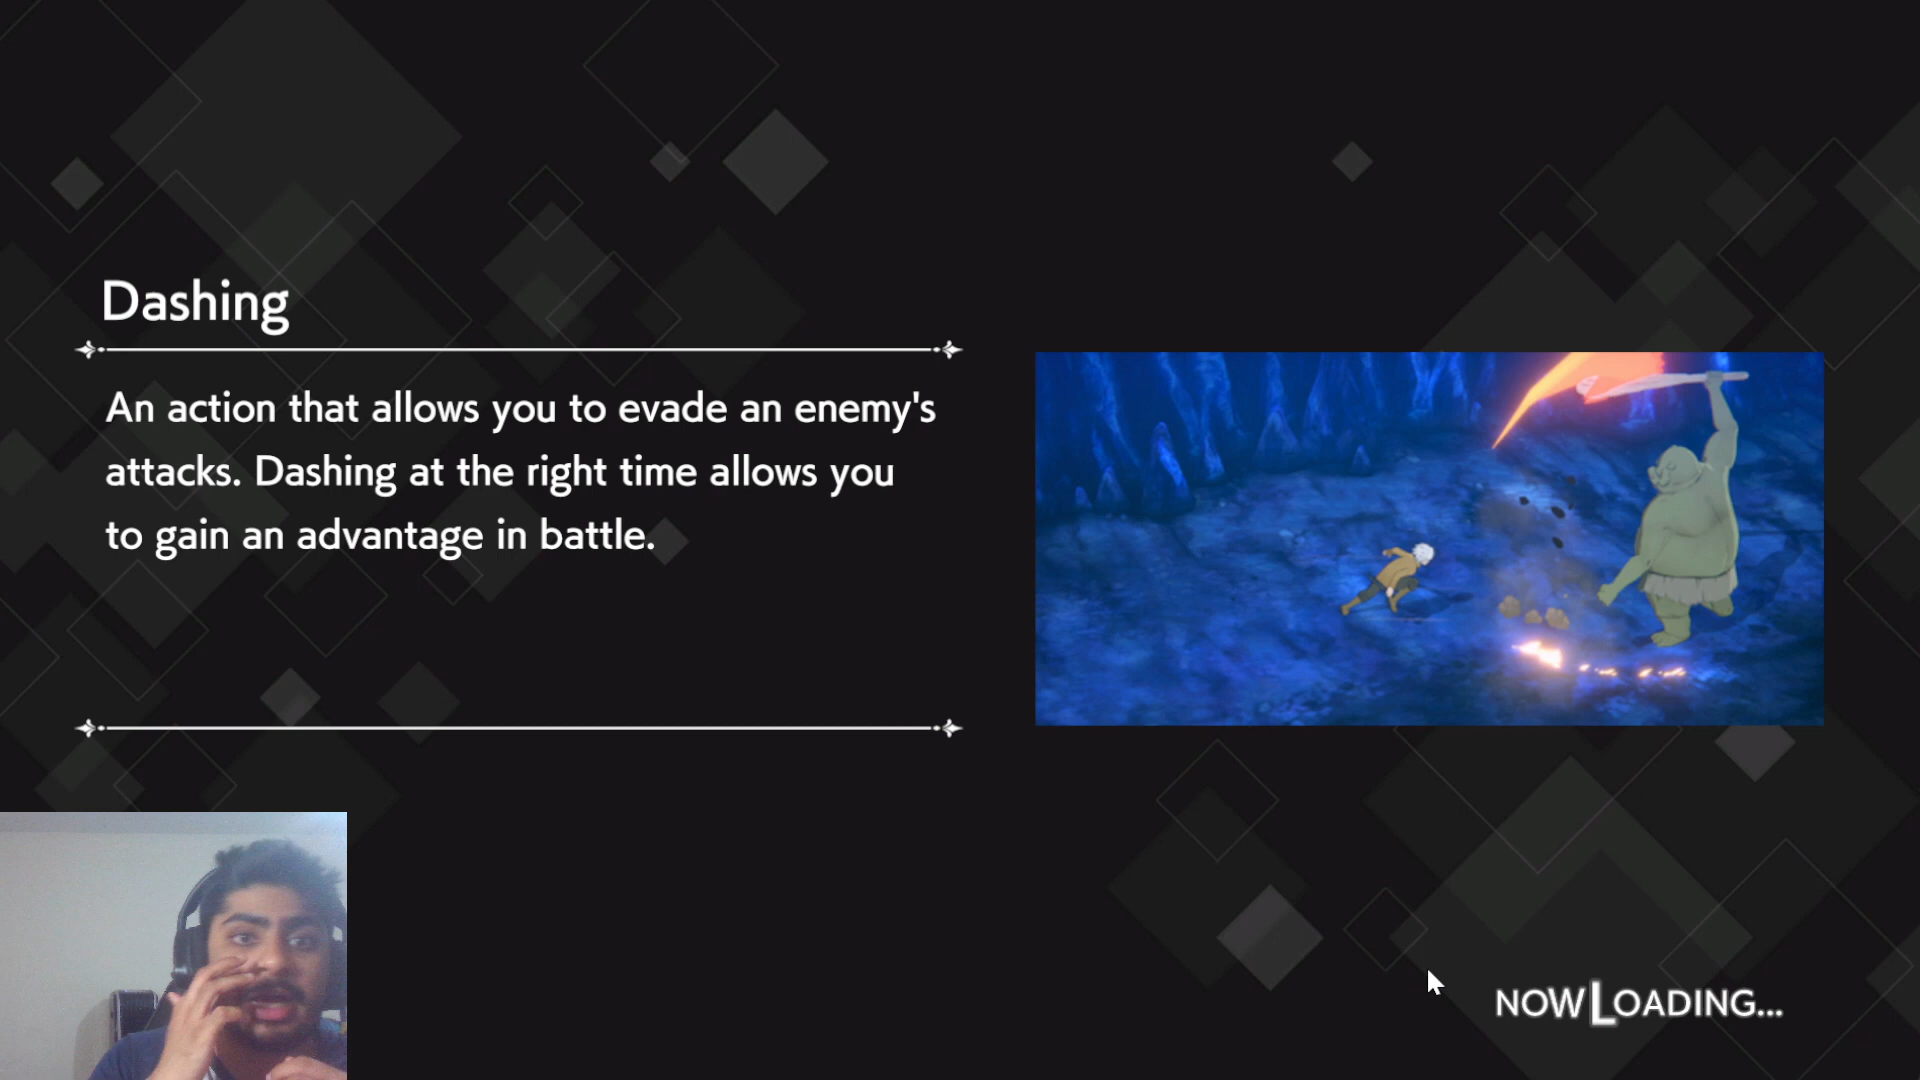 Dashing
An action that allows you to evade an enemy's
attacks. Dashing at the right time allows you
to gain an advantage in battle.
NOW LOADING...